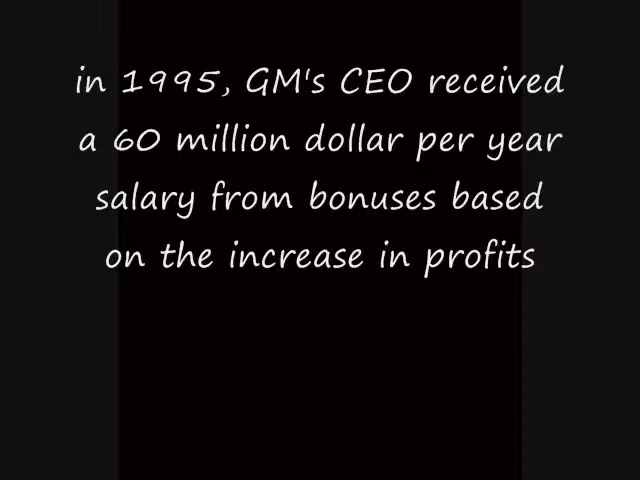 in 1995, GM's CEO received
a 60 million dollar per year
salary from bonuses based
on the increase in profits